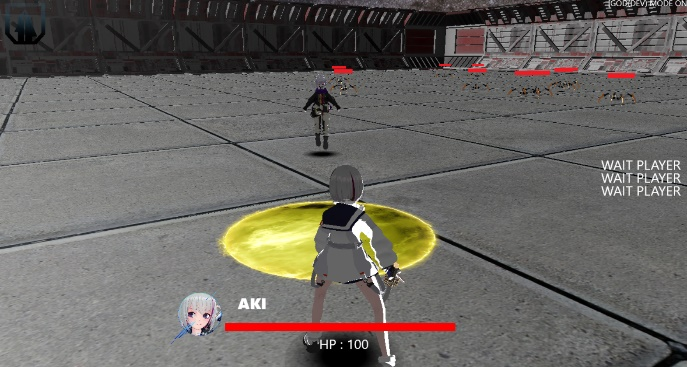 [GOD(DEV) MODE ON
WAIT PLAYER
WAIT PLAYER
WAIT PLAYER
AKI
HP : 100